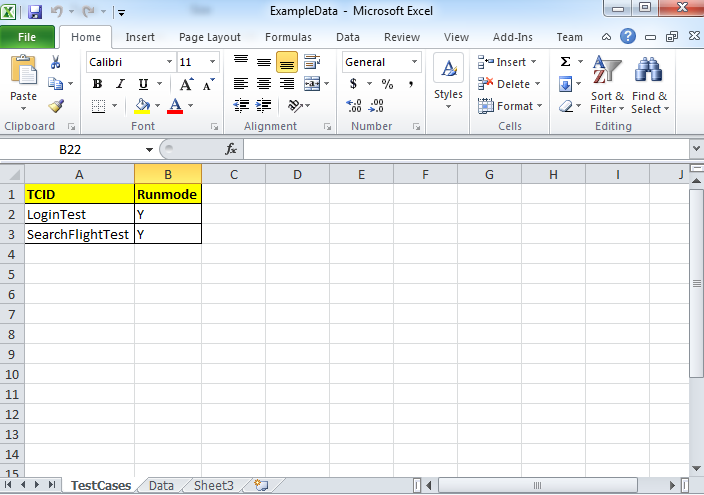 ExampleData - Microsoft Excel
File Home Insert Page Layout Formulas Data Review View Add-Ins Team
Calibri 11 General Insert Σ
Paste B I U $ % , Styles Delete Sort & Filter Find & Select
A A .00 .00 Format
Clipboard Font Alignment Number Cells Editing
B22 fx
A B C D E F G H I J
1 TCID Runmode
2 LoginTest Y
3 SearchFlightTest Y
4
5
6
7
8
9
10
11
12
13
14
15
TestCases Data Sheet3